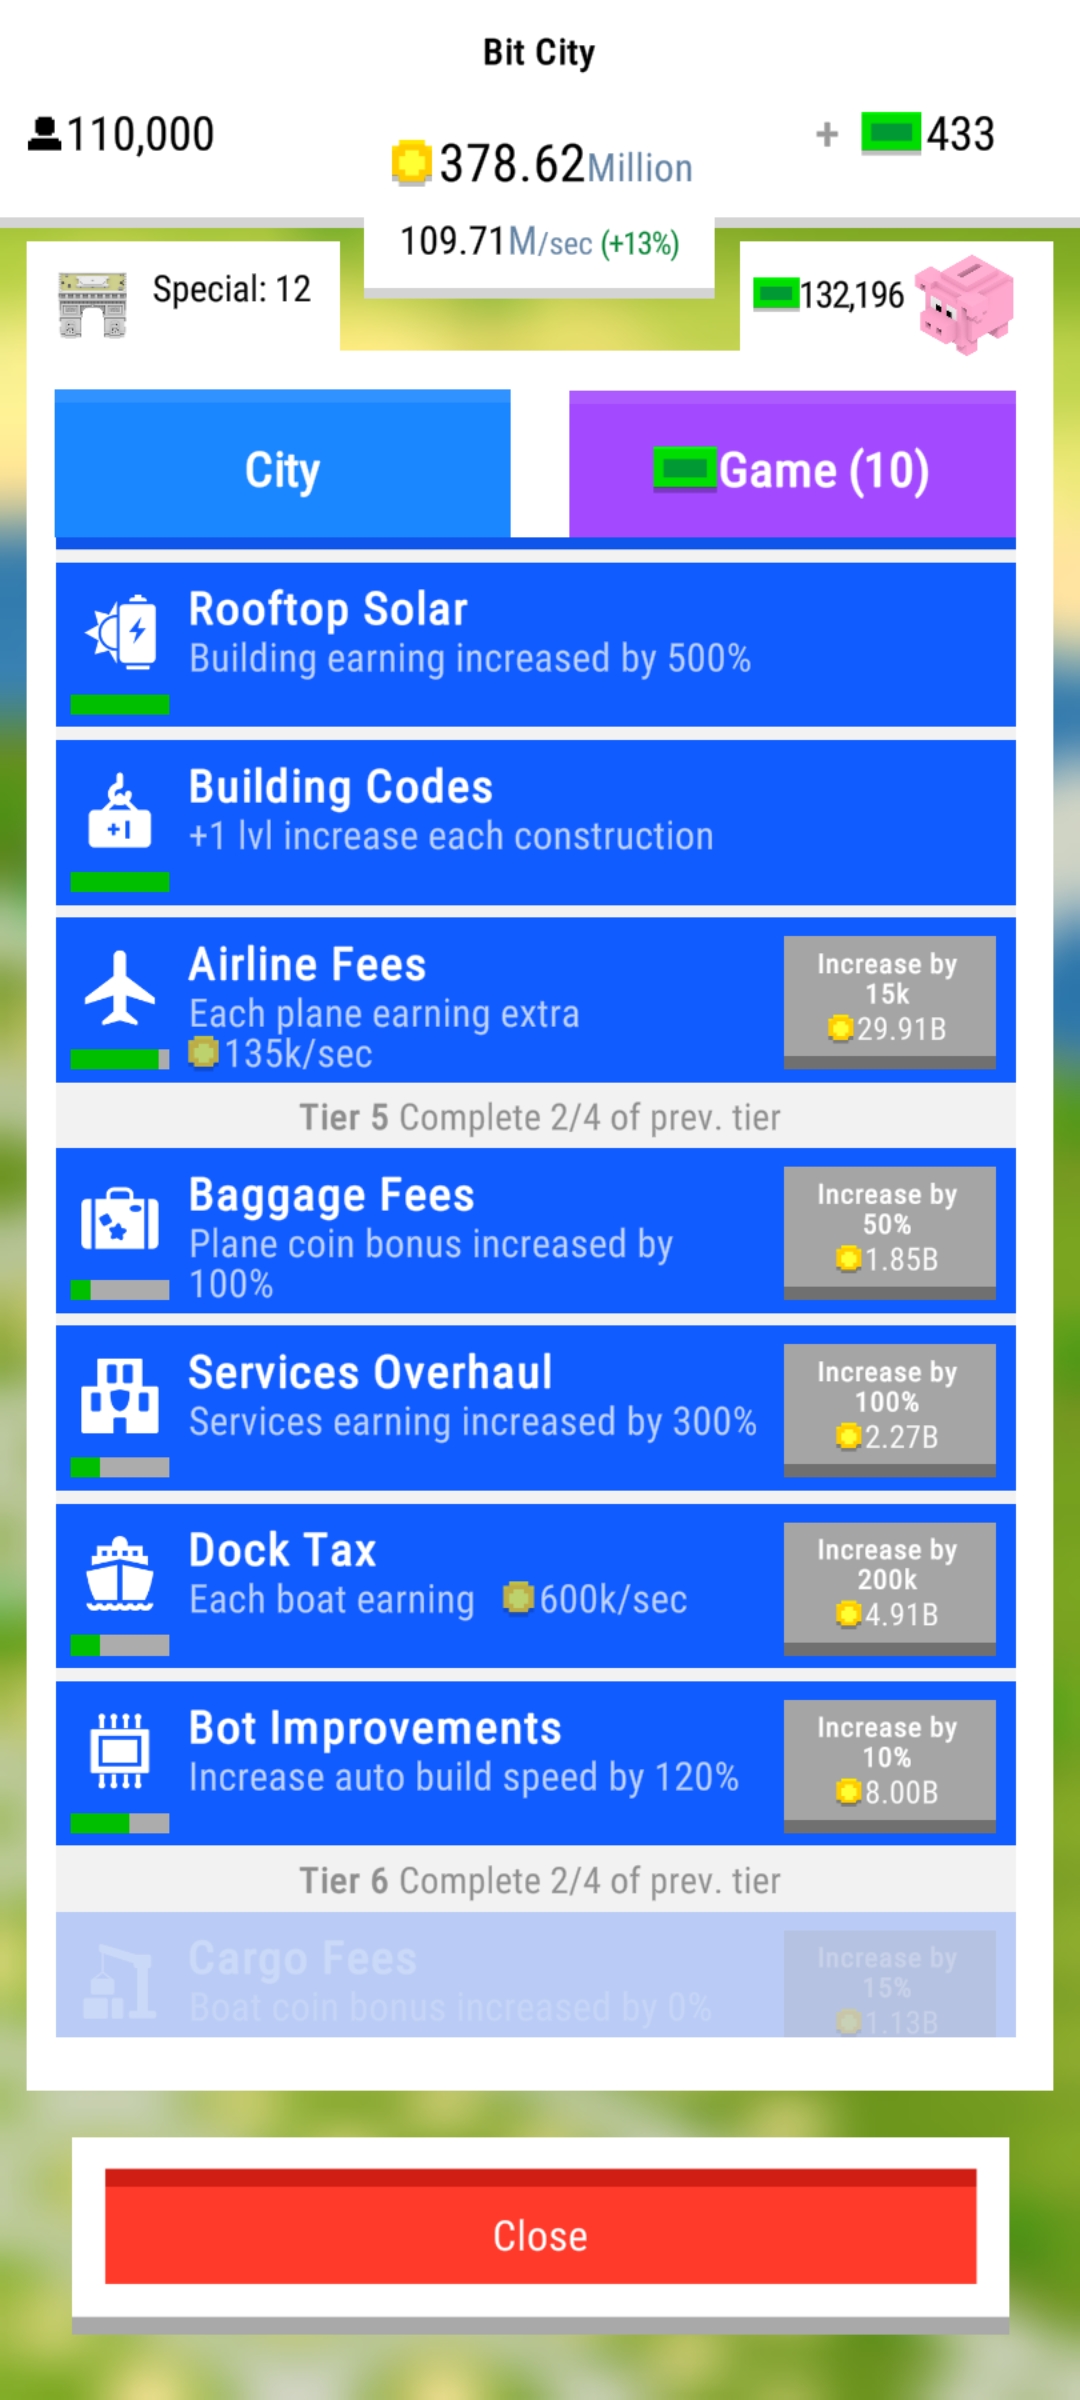 Bit City
110,000
378.62Million
+ 433
109.71M/sec (+13%)
Special: 12
132,196
City
Game (10)
Rooftop Solar
Building earning increased by 500%
+1
Building Codes
+1 lvl increase each construction
Airline Fees
Each plane earning extra
135k/sec
Increase by
15k
29.91B
Tier 5 Complete 2/4 of prev. tier
Baggage Fees
Plane coin bonus increased by
100%
Increase by
50%
1.85B
Services Overhaul
Services earning increased by 300%
Increase by
100%
2.27B
Dock Tax
Each boat earning 600k/sec
Increase by
200k
4.91B
Bot Improvements
Increase auto build speed by 120%
Increase by
10%
8.00B
Tier 6 Complete 2/4 of prev. tier
Cargo Fees
Boat coin bonus increased by 0%
Increase by
15%
1.13B
Close